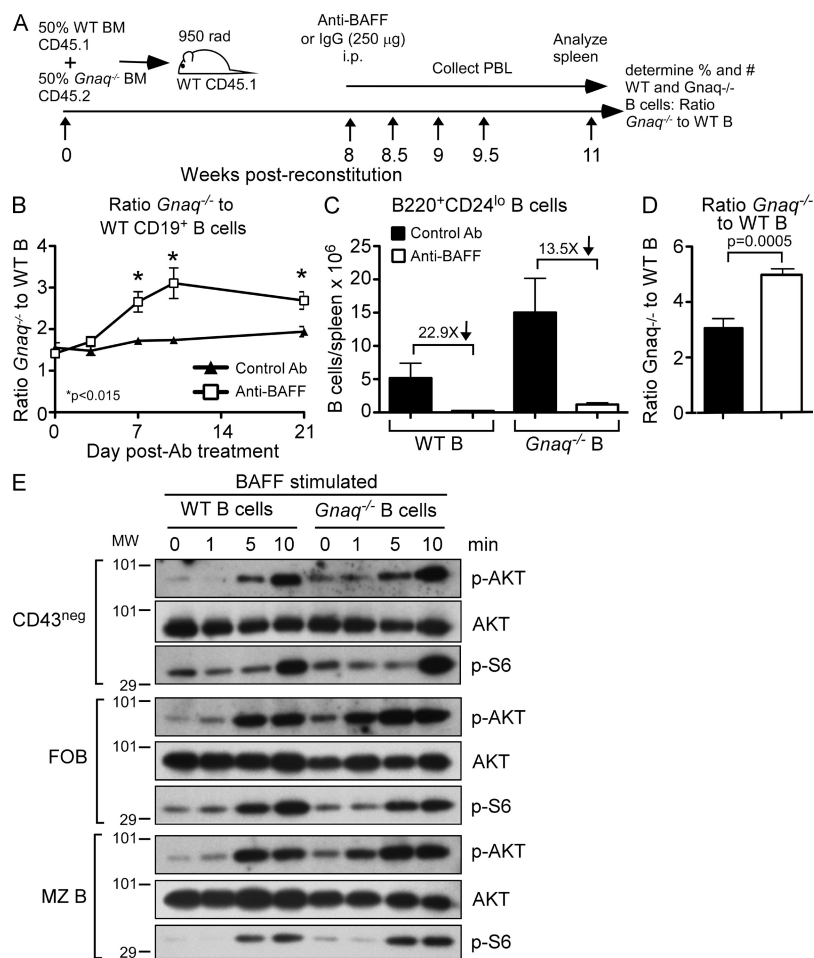 A
50% WT BM
CD45.1
+
50% Gnaq-/- BM
CD45.2
950 rad
WT CD45.1
Anti-BAFF
or IgG (250 µg)
i.p.
Collect PBL
Analyze
spleen
determine % and #
WT and Gnaq-/-
B cells: Ratio
Gnaq-/- to WT B
0 8 8.5 9 9.5 11
Weeks post-reconstitution
B
Ratio Gnaq-/- to
WT CD19+ B cells
Ratio Gnaq-/- to WT B
4
3
2
1
0
* * *
Control Ab
Anti-BAFF
*p<0.015
0 7 14 21
Day post-Ab treatment
C
B220+CD24lo B cells
Control Ab
Anti-BAFF
B cells/spleen x 10^6
25
20
15
10
5
0
22.9X
13.5X
WT B
Gnaq-/- B
D
Ratio Gnaq-/-
to WT B
p=0.0005
Ratio Gnaq-/- to WT B
6
4
2
0
E
BAFF stimulated
WT B cells Gnaq-/- B cells
MW 0 1 5 10 0 1 5 10 min
CD43neg
101
p-AKT
101
AKT
p-S6
29
FOB
101
p-AKT
101
AKT
p-S6
29
MZ B
101
p-AKT
101
AKT
p-S6
29